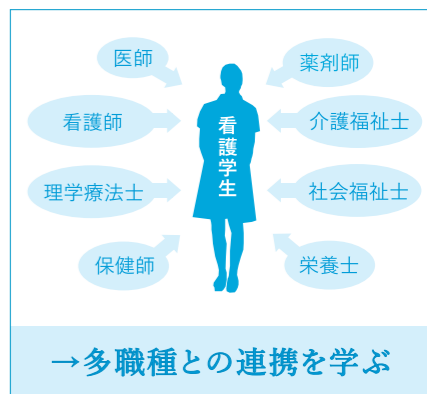 医師
薬剤師
看護師
介護福祉士
看護学生
理学療法士
社会福祉士
保健師
栄養士
→多職種との連携を学ぶ